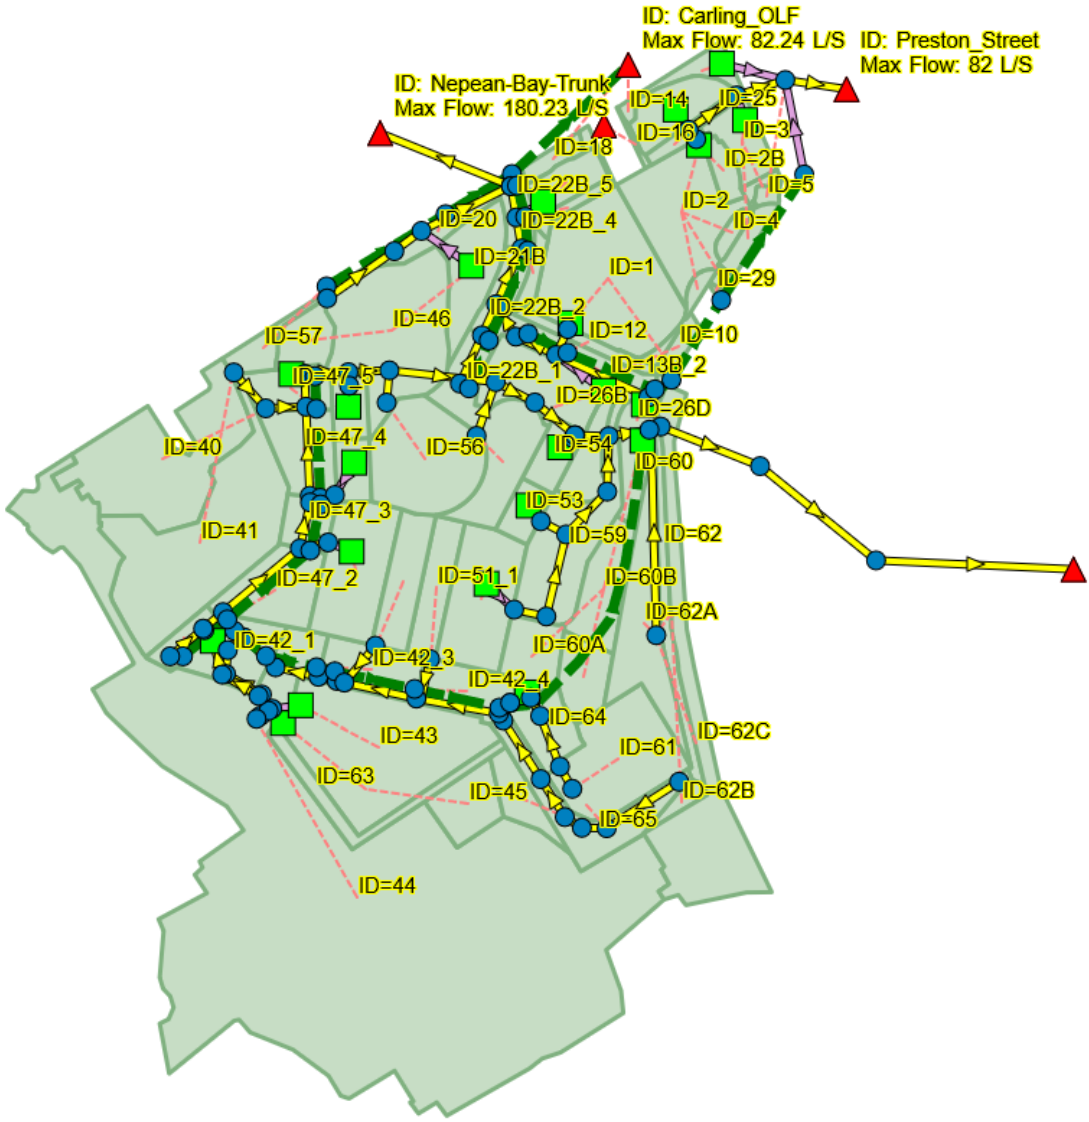 ID: Carling_OLF
Max Flow: 82.24 L/S
ID: Preston_Street
Max Flow: 82 L/S
ID: Nepean-Bay-Trunk
Max Flow: 180.23 L/S
ID=14
ID=25
ID=16
ID=3
ID=18
ID=2B
ID=22B_5
ID=5
ID=2
ID=20
ID=22B_4
ID=4
ID=21B
ID=1
ID=29
ID=22B_2
ID=46
ID=12
ID=57
ID=10
ID=13B_2
ID=47_5
ID=22B_1
ID=26B
ID=26D
ID=47_4
ID=40
ID=56
ID=54
ID=60
ID=53
ID=47_3
ID=41
ID=59
ID=62
ID=47_2
ID=51_1
ID=60B
ID=62A
ID=42_1
ID=60A
ID=42_3
ID=42_4
ID=64
ID=62C
ID=43
ID=61
ID=63
ID=45
ID=62B
ID=65
ID=44